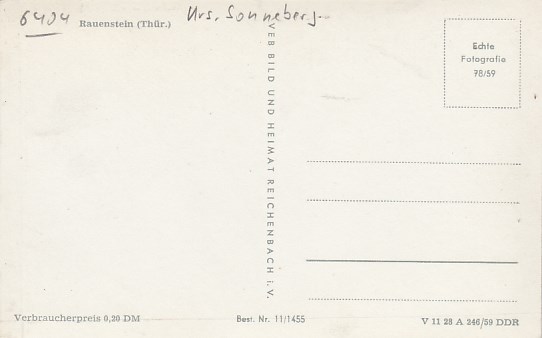 6404
Rauenstein (Thür.)
Krs. Sonneberg
VEB BILD UND HEIMAT REICHENBACH i.V.
Echte
Fotografie
78/59
Verbraucherpreis 0,20 DM
Best. Nr. 11/1455
V 11 28 A 246/59 DDR